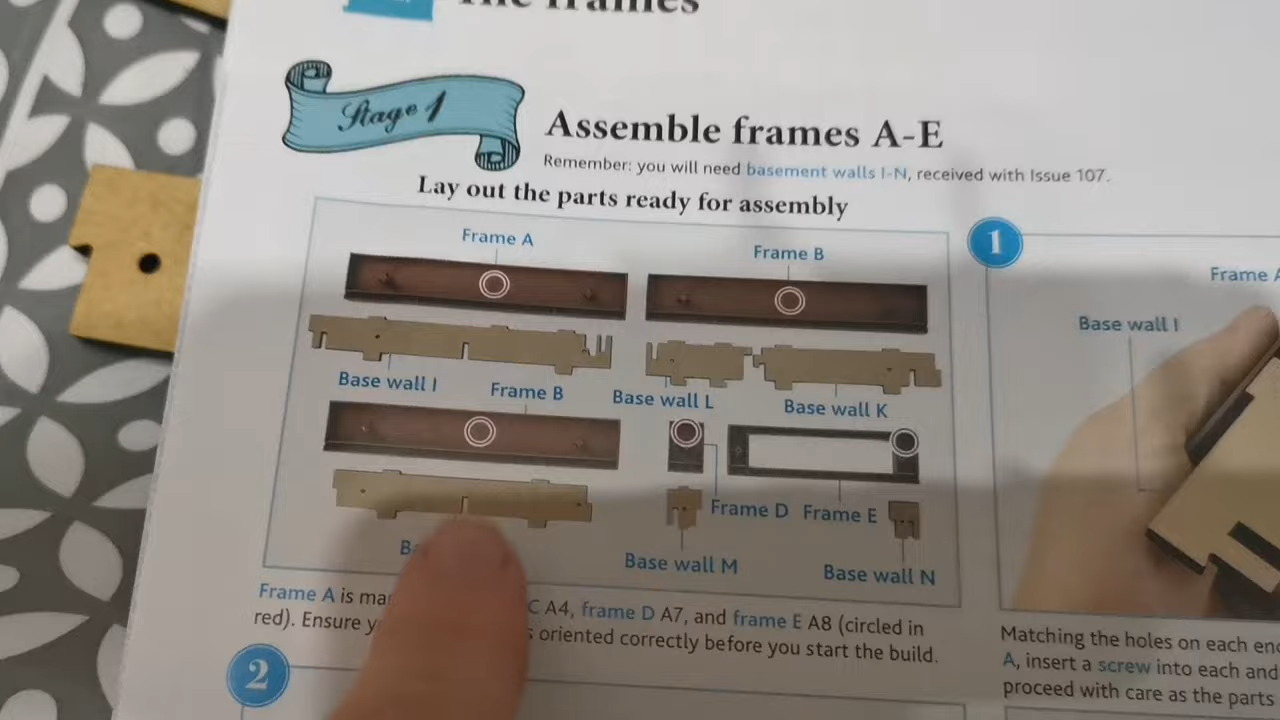 The frames
Stage 1
Assemble frames A-E
Remember: you will need basement walls I-N, received with Issue 107.
Lay out the parts ready for assembly
Frame A
Frame B
Base wall I
Frame B
Base wall L
Base wall K
Frame D
Frame E
Base wall M
Base wall N
Frame A is C A4, frame D A7, and frame E A8 (circled in
red). Ensure oriented correctly before you start the build.
1
Frame A
Base wall I
Matching the holes on each
A, insert a screw into each and
proceed with care as the parts
2